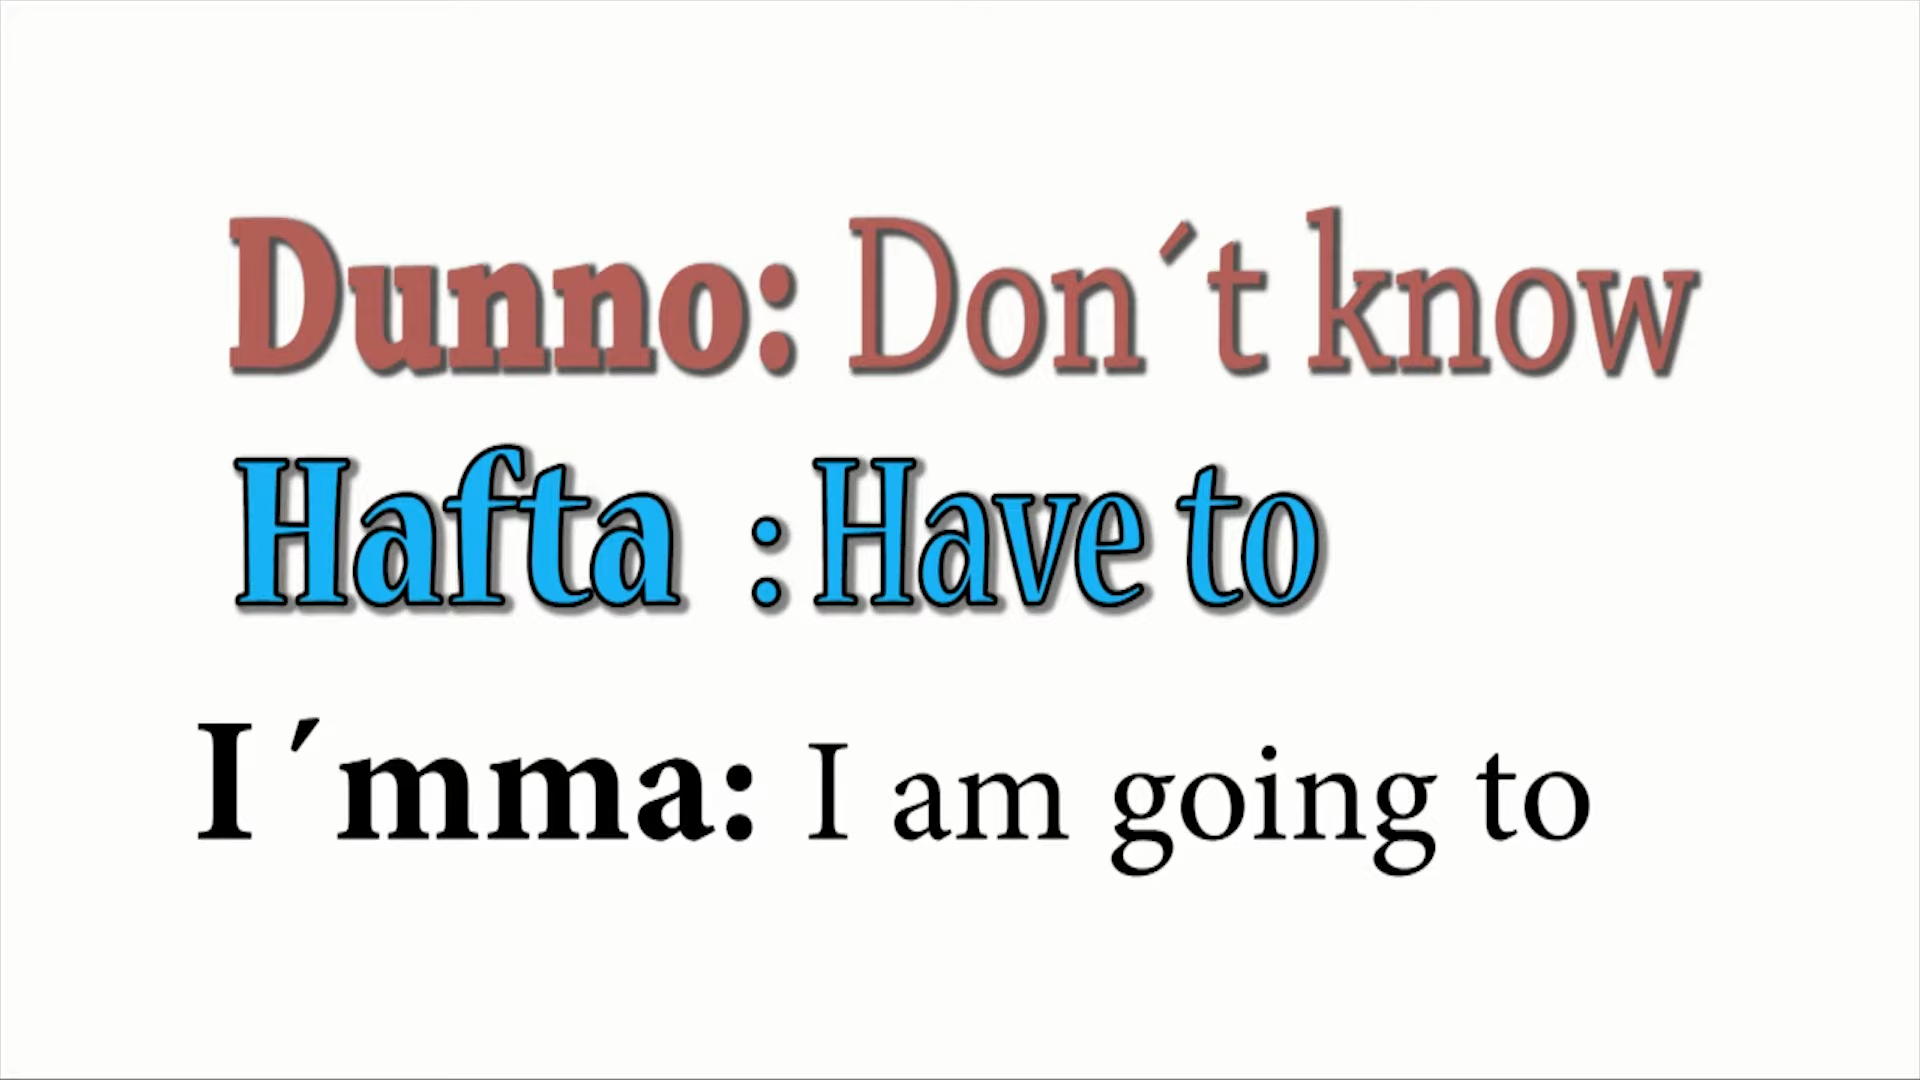 Dunno: Don´t know
Hafta : Have to
I ´mma: I am going to